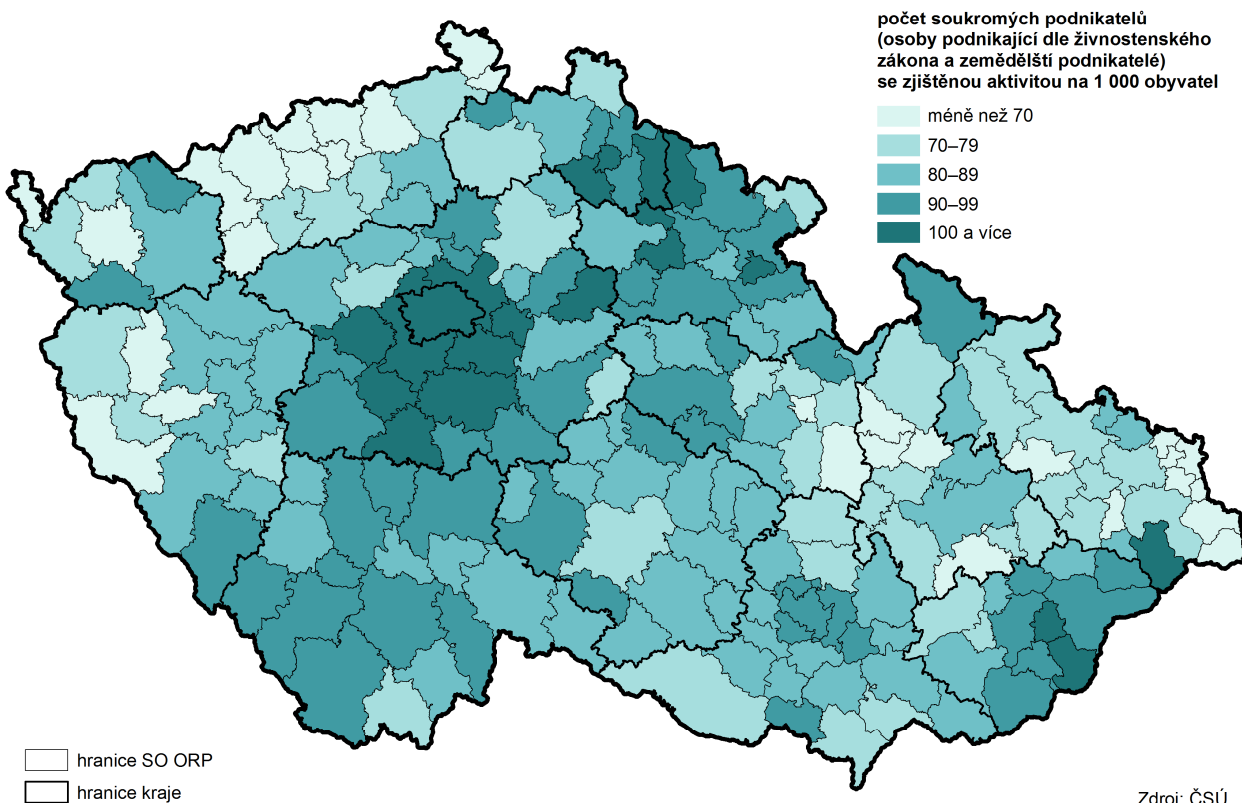 počet soukromých podnikatelů
(osoby podnikající dle živnostenského
zákona a zemědělští podnikatelé)
se zjištěnou aktivitou na 1 000 obyvatel
méně než 70
70–79
80–89
90–99
100 a více
hranice SO ORP
hranice kraje
Zdroj: ČSÚ